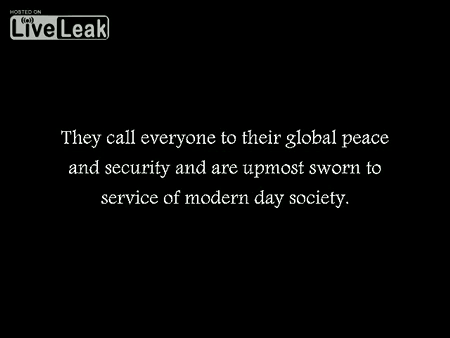 HOSTED ON
LiveLeak
They call everyone to their global peace
and security and are upmost sworn to
service of modern day society.